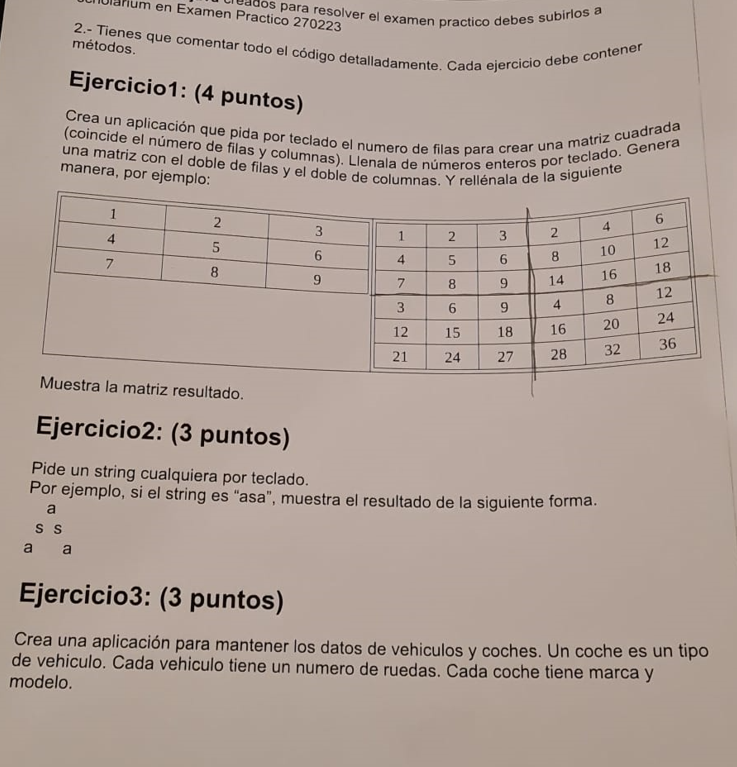 creados para resolver el examen practico debes subirlos a
en Examen Practico 270223
2.- Tienes que comentar todo el código detalladamente. Cada ejercicio debe contener
métodos.
Ejercicio1: (4 puntos)
Crea un aplicación que pida por teclado el numero de filas para crear una matriz cuadrada
(coincide el número de filas y columnas). Llenala de números enteros por teclado. Genera
una matriz con el doble de filas y el doble de columnas. Y rellénala de la siguiente
manera, por ejemplo:
1 2 3
4 5 6
7 8 9
1 2 3 2 4 6
4 5 6 8 10 12
7 8 9 14 16 18
3 6 9 4 8 12
12 15 18 16 20 24
21 24 27 28 32 36
Muestra la matriz resultado.
Ejercicio2: (3 puntos)
Pide un string cualquiera por teclado.
Por ejemplo, si el string es “asa”, muestra el resultado de la siguiente forma.
a
s s
a a
Ejercicio3: (3 puntos)
Crea una aplicación para mantener los datos de vehiculos y coches. Un coche es un tipo
de vehiculo. Cada vehiculo tiene un numero de ruedas. Cada coche tiene marca y
modelo.